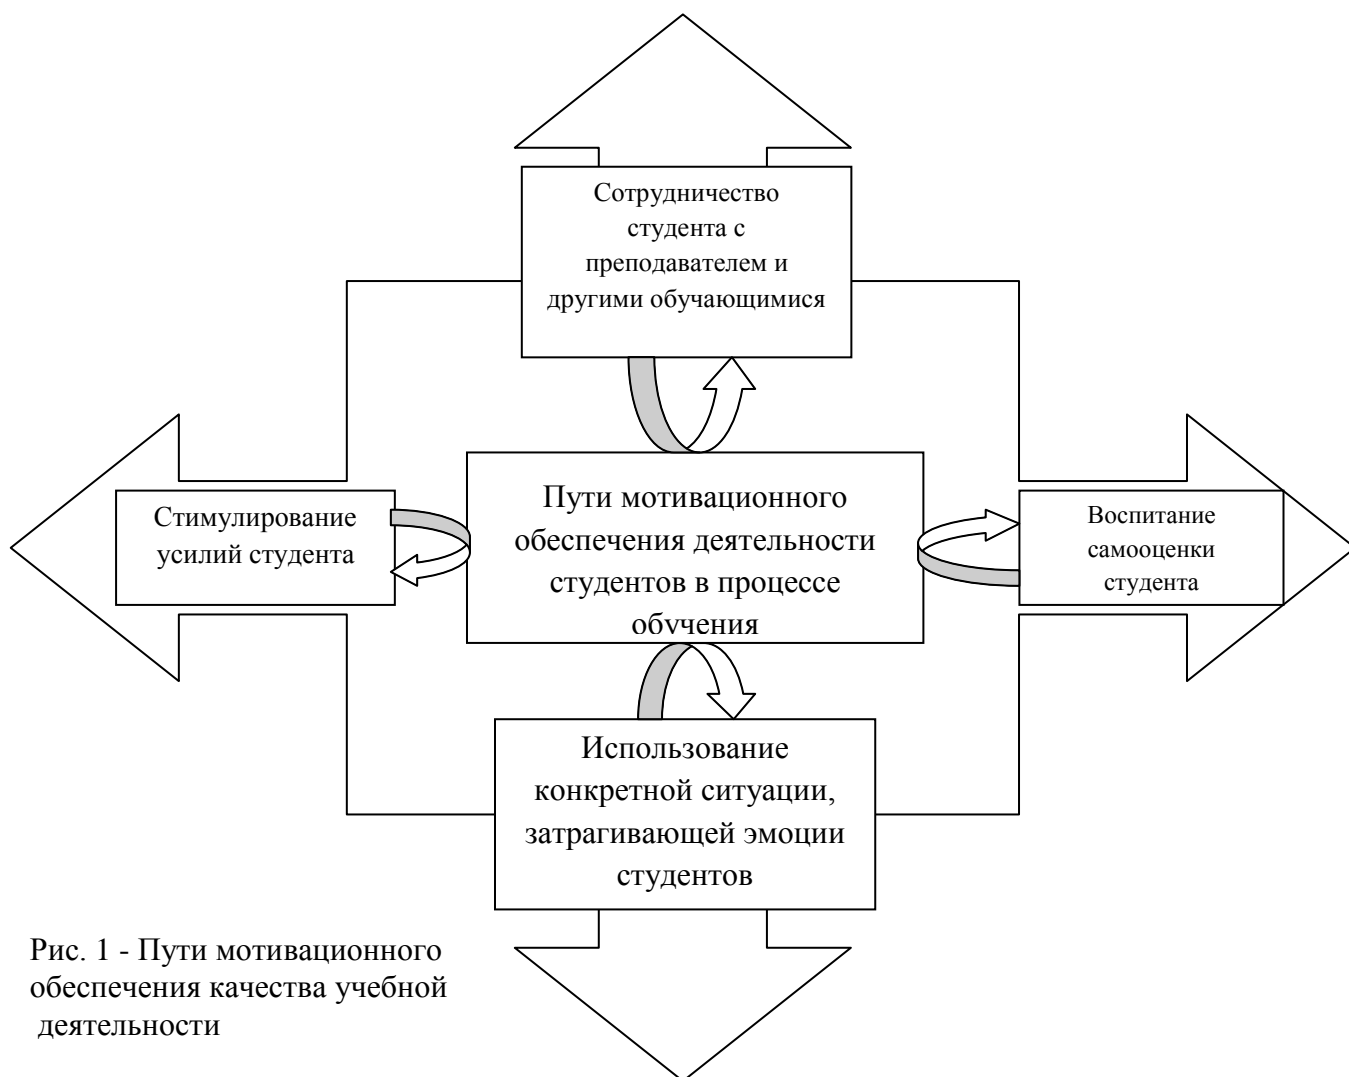 Сотрудничество
студента с
преподавателем и
другими обучающимися
Стимулирование
усилий студента
Пути мотивационного
обеспечения деятельности
студентов в процессе
обучения
Воспитание
самооценки
студента
Использование
конкретной ситуации,
затрагивающей эмоции
студентов
Рис. 1 - Пути мотивационного
обеспечения качества учебной
деятельности